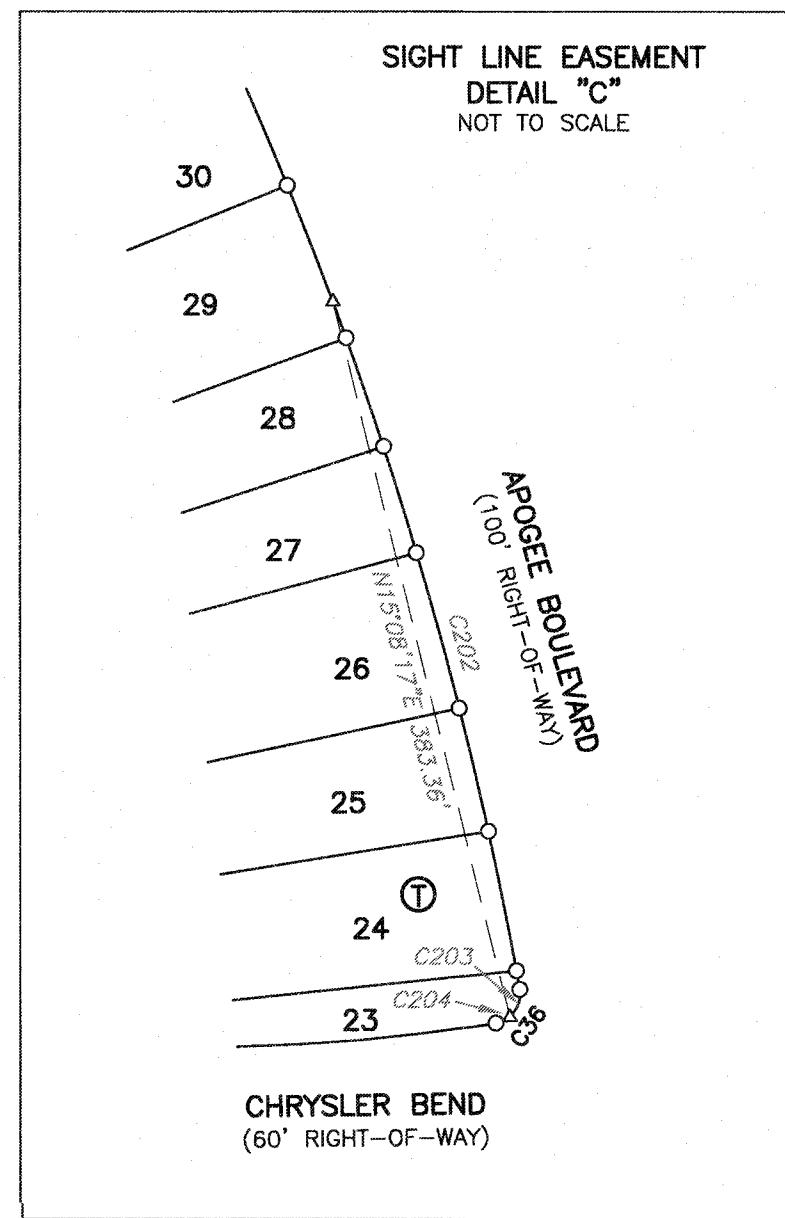 SIGHT LINE EASEMENT
DETAIL "C"
NOT TO SCALE
30
29
28
27
APOGEE BOULEVARD
(100' RIGHT-OF-WAY)
C202
N15°08'17"E 383.36'
26
25
T
24
C203
C204
23
C36
CHRYSLER BEND
(60' RIGHT-OF-WAY)